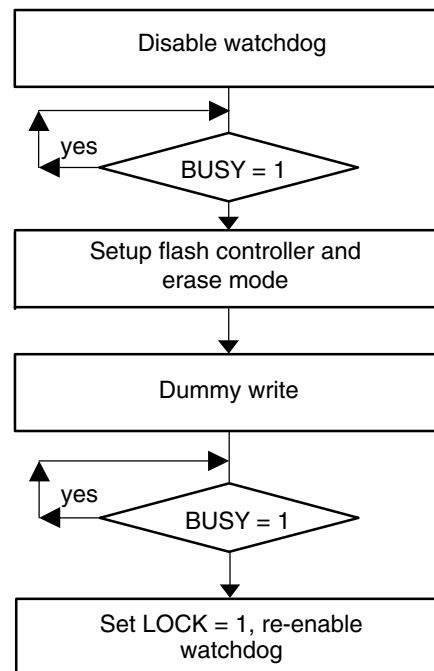 Disable watchdog
yes
BUSY = 1
Setup flash controller and
erase mode
Dummy write
yes
BUSY = 1
Set LOCK = 1, re-enable
watchdog